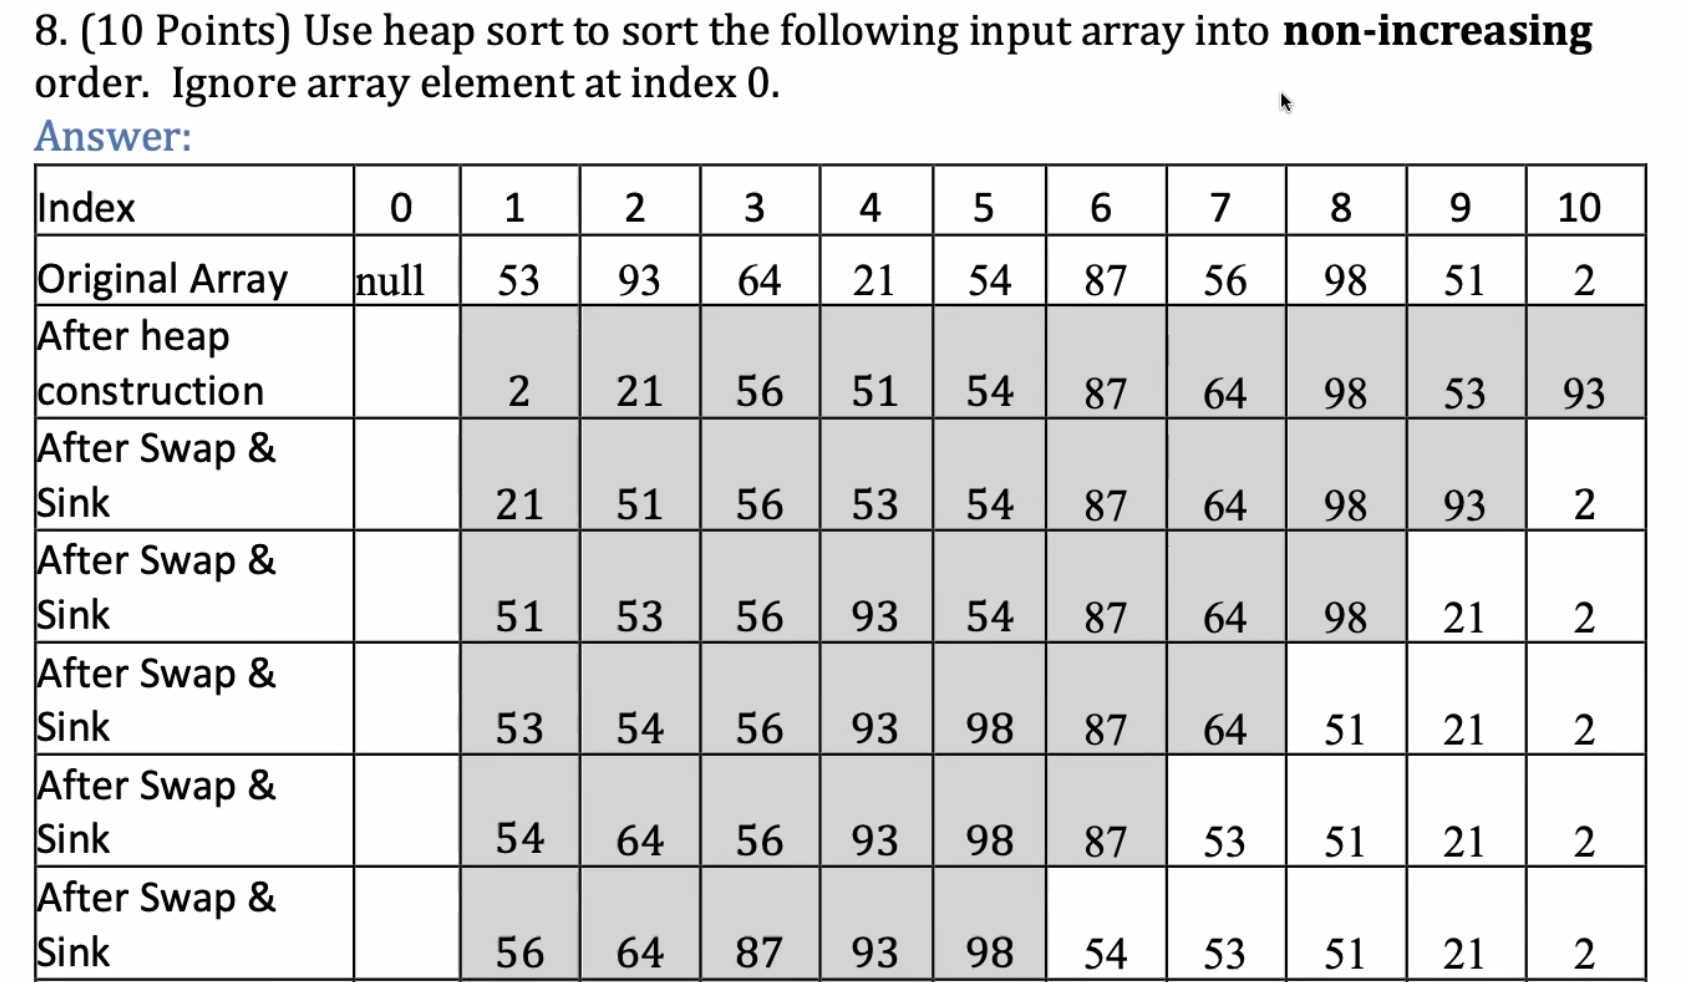 8. (10 Points) Use heap sort to sort the following input array into non-increasing
order.  Ignore array element at index 0.
Answer:
Index 0 1 2 3 4 5 6 7 8 9 10
Original Array null 53 93 64 21 54 87 56 98 51 2
After heap
construction 2 21 56 51 54 87 64 98 53 93
After Swap &
Sink 21 51 56 53 54 87 64 98 93 2
After Swap &
Sink 51 53 56 93 54 87 64 98 21 2
After Swap &
Sink 53 54 56 93 98 87 64 51 21 2
After Swap &
Sink 54 64 56 93 98 87 53 51 21 2
After Swap &
Sink 56 64 87 93 98 54 53 51 21 2